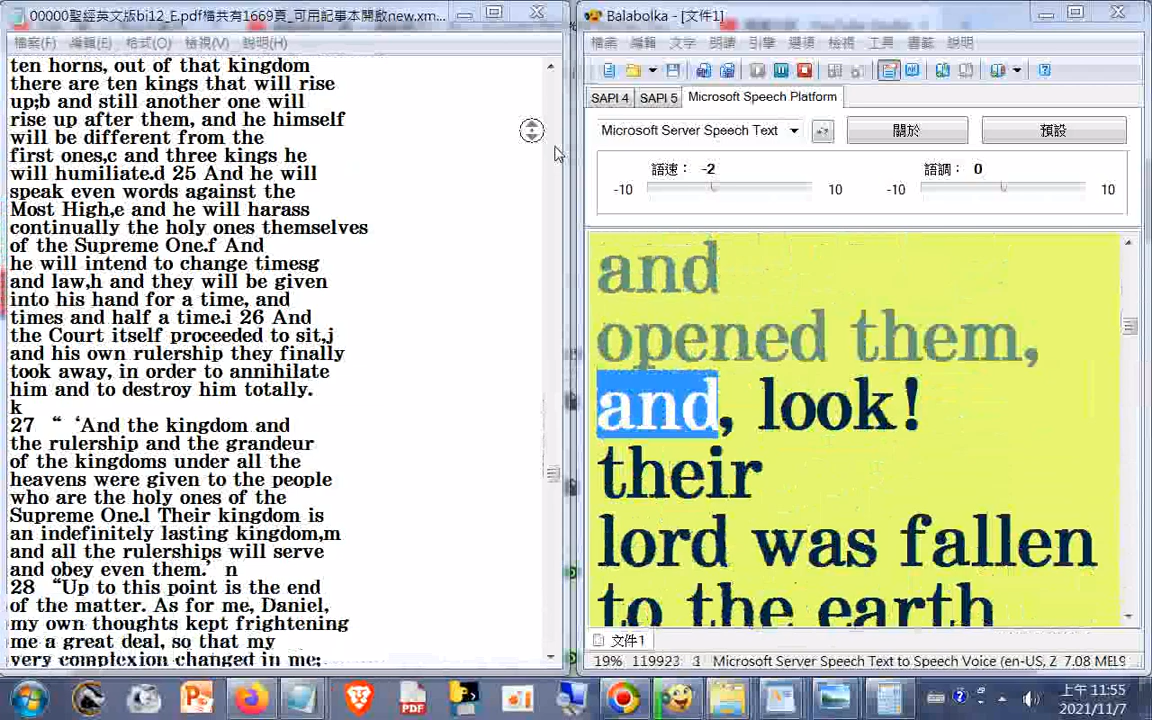 00000聖經英文版bi12_E.pdf檔共有1669頁_可用記事本開啟new.xm...
檔案(F) 編輯(E) 格式(O) 檢視(V) 說明(H)
ten horns, out of that kingdom
there are ten kings that will rise
up;b and still another one will
rise up after them, and he himself
will be different from the
first ones,c and three kings he
will humiliate.d 25 And he will
speak even words against the
Most High,e and he will harass
continually the holy ones themselves
of the Supreme One.f And
he will intend to change timesg
and law,h and they will be given
into his hand for a time, and
times and half a time.i 26 And
the Court itself proceeded to sit,j
and his own rulership they finally
took away, in order to annihilate
him and to destroy him totally.
k
27 “ ‘And the kingdom and
the rulership and the grandeur
of the kingdoms under all the
heavens were given to the people
who are the holy ones of the
Supreme One.l Their kingdom is
an indefinitely lasting kingdom,m
and all the rulerships will serve
and obey even them.’ n
28 “Up to this point is the end
of the matter. As for me, Daniel,
my own thoughts kept frightening
me a great deal, so that my
very complexion changed in me;
Balabolka - [文件1]
檔案 編輯 文字 朗讀 引擎 選項 檢視 工具 書籤 說明
SAPI 4 SAPI 5 Microsoft Speech Platform
Microsoft Server Speech Text 關於 預設
語速: -2 語調: 0
-10 10 -10 10
and
opened them,
and, look!
their
lord was fallen
to the earth
文件1
19% 119923 Microsoft Server Speech Text to Speech Voice (en-US, Z 7.08 MB
PDF
上午 11:55
2021/11/7